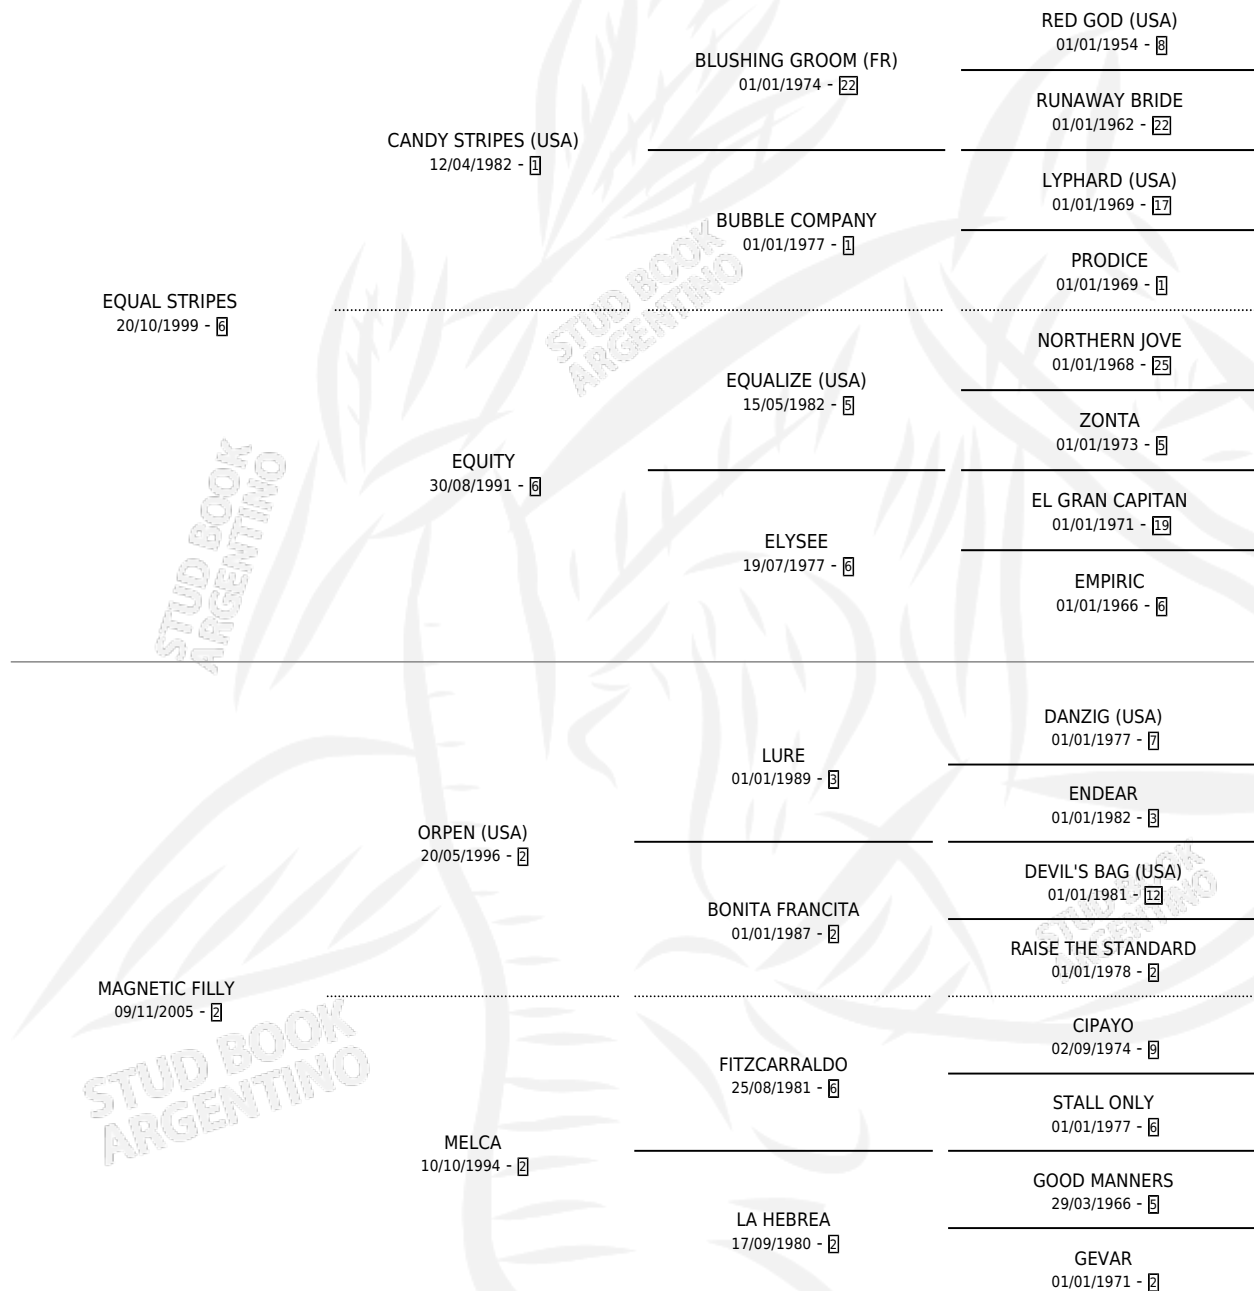 RED GOD (USA)
01/01/1954 - 8
BLUSHING GROOM (FR)
01/01/1974 - 22
RUNAWAY BRIDE
01/01/1962 - 22
CANDY STRIPES (USA)
12/04/1982 - 1
LYPHARD (USA)
01/01/1969 - 17
BUBBLE COMPANY
01/01/1977 - 1
PRODICE
01/01/1969 - 1
EQUAL STRIPES
20/10/1999 - 6
STUD BOOK
ARGENTINO
NORTHERN JOVE
01/01/1968 - 25
EQUALIZE (USA)
15/05/1982 - 5
ZONTA
01/01/1973 - 5
EQUITY
30/08/1991 - 6
STUD BOOK
ARGENTINO
EL GRAN CAPITAN
01/01/1971 - 19
ELYSEE
19/07/1977 - 6
EMPIRIC
01/01/1966 - 6
DANZIG (USA)
01/01/1977 - 7
LURE
01/01/1989 - 3
ENDEAR
01/01/1982 - 3
ORPEN (USA)
20/05/1996 - 2
DEVIL'S BAG (USA)
01/01/1981 - 12
STUD BOOK
ARGENTINO
BONITA FRANCITA
01/01/1987 - 2
RAISE THE STANDARD
01/01/1978 - 2
MAGNETIC FILLY
09/11/2005 - 2
STUD BOOK
ARGENTINO
CIPAYO
02/09/1974 - 9
FITZCARRALDO
25/08/1981 - 6
STALL ONLY
01/01/1977 - 6
MELCA
10/10/1994 - 2
GOOD MANNERS
29/03/1966 - 5
LA HEBREA
17/09/1980 - 2
GEVAR
01/01/1971 - 2